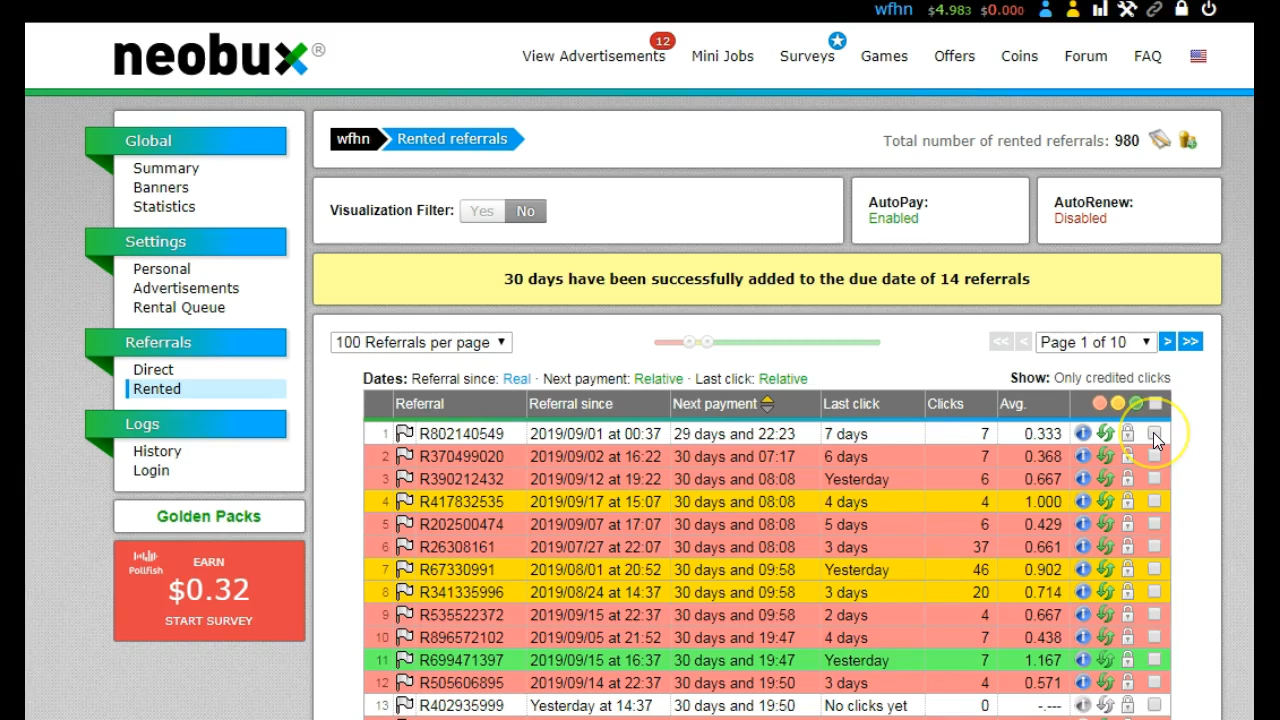 wfhn $4.983 $0.000
neobux®
View Advertisements 12 Mini Jobs Surveys Games Offers Coins Forum FAQ
Global
Summary
Banners
Statistics
Settings
Personal
Advertisements
Rental Queue
Referrals
Direct
Rented
Logs
History
Login
Golden Packs
Pollfish
EARN
$0.32
START SURVEY
wfhn Rented referrals Total number of rented referrals: 980
Visualization Filter: Yes No
AutoPay:
Enabled
AutoRenew:
Disabled
30 days have been successfully added to the due date of 14 referrals
100 Referrals per page << < Page 1 of 10 > >>
Dates: Referral since: Real · Next payment: Relative · Last click: Relative Show: Only credited clicks
Referral Referral since Next payment Last click Clicks Avg.
1 R802140549 2019/09/01 at 00:37 29 days and 22:23 7 days 7 0.333
2 R370499020 2019/09/02 at 16:22 30 days and 07:17 6 days 7 0.368
3 R390212432 2019/09/12 at 19:22 30 days and 08:08 Yesterday 6 0.667
4 R417832535 2019/09/17 at 15:07 30 days and 08:08 4 days 4 1.000
5 R202500474 2019/09/07 at 17:07 30 days and 08:08 5 days 6 0.429
6 R26308161 2019/07/27 at 22:07 30 days and 08:08 3 days 37 0.661
7 R67330991 2019/08/01 at 20:52 30 days and 09:58 Yesterday 46 0.902
8 R341335996 2019/08/24 at 14:37 30 days and 09:58 3 days 20 0.714
9 R535522372 2019/09/15 at 22:37 30 days and 09:58 2 days 4 0.667
10 R896572102 2019/09/05 at 21:52 30 days and 19:47 4 days 7 0.438
11 R699471397 2019/09/15 at 16:37 30 days and 19:47 Yesterday 7 1.167
12 R505606895 2019/09/14 at 22:37 30 days and 19:50 3 days 4 0.571
13 R402935999 Yesterday at 14:37 30 days and 19:50 No clicks yet 0 -.---